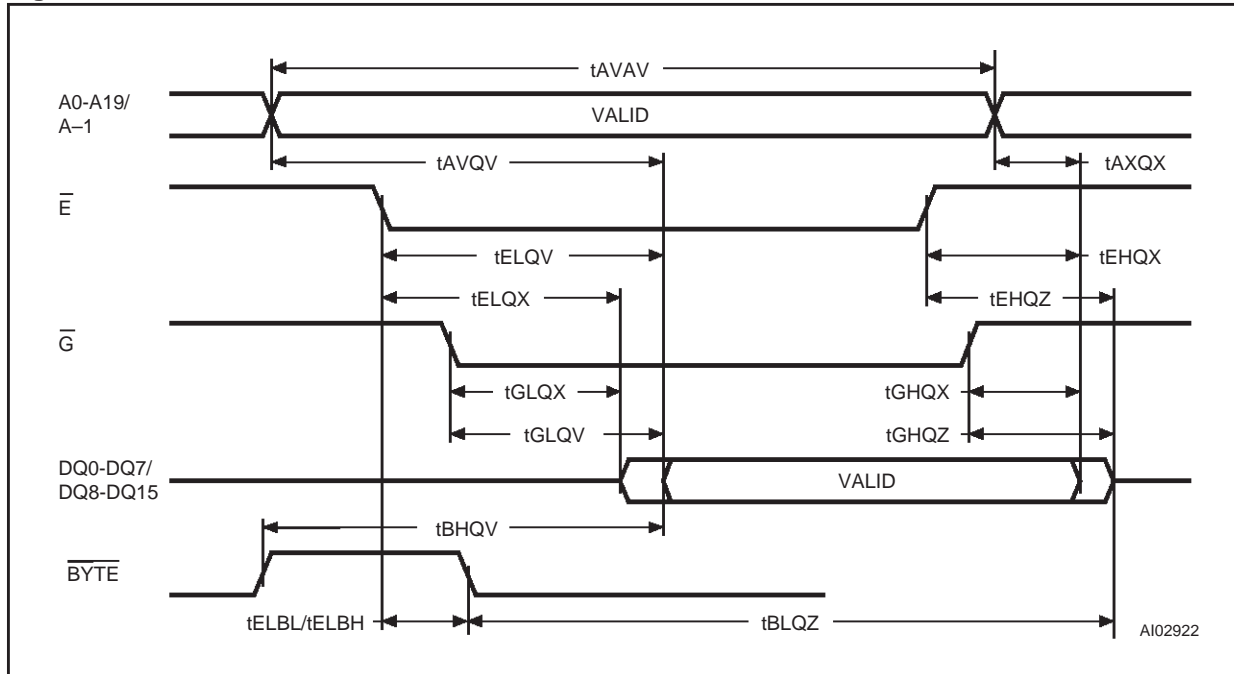 tAVAV
A0-A19/
A–1
VALID
tAVQV
tAXQX
E
tELQV
tEHQX
tELQX
tEHQZ
G
tGLQX
tGHQX
tGLQV
tGHQZ
DQ0-DQ7/
DQ8-DQ15
VALID
tBHQV
BYTE
tELBL/tELBH
tBLQZ
AI02922